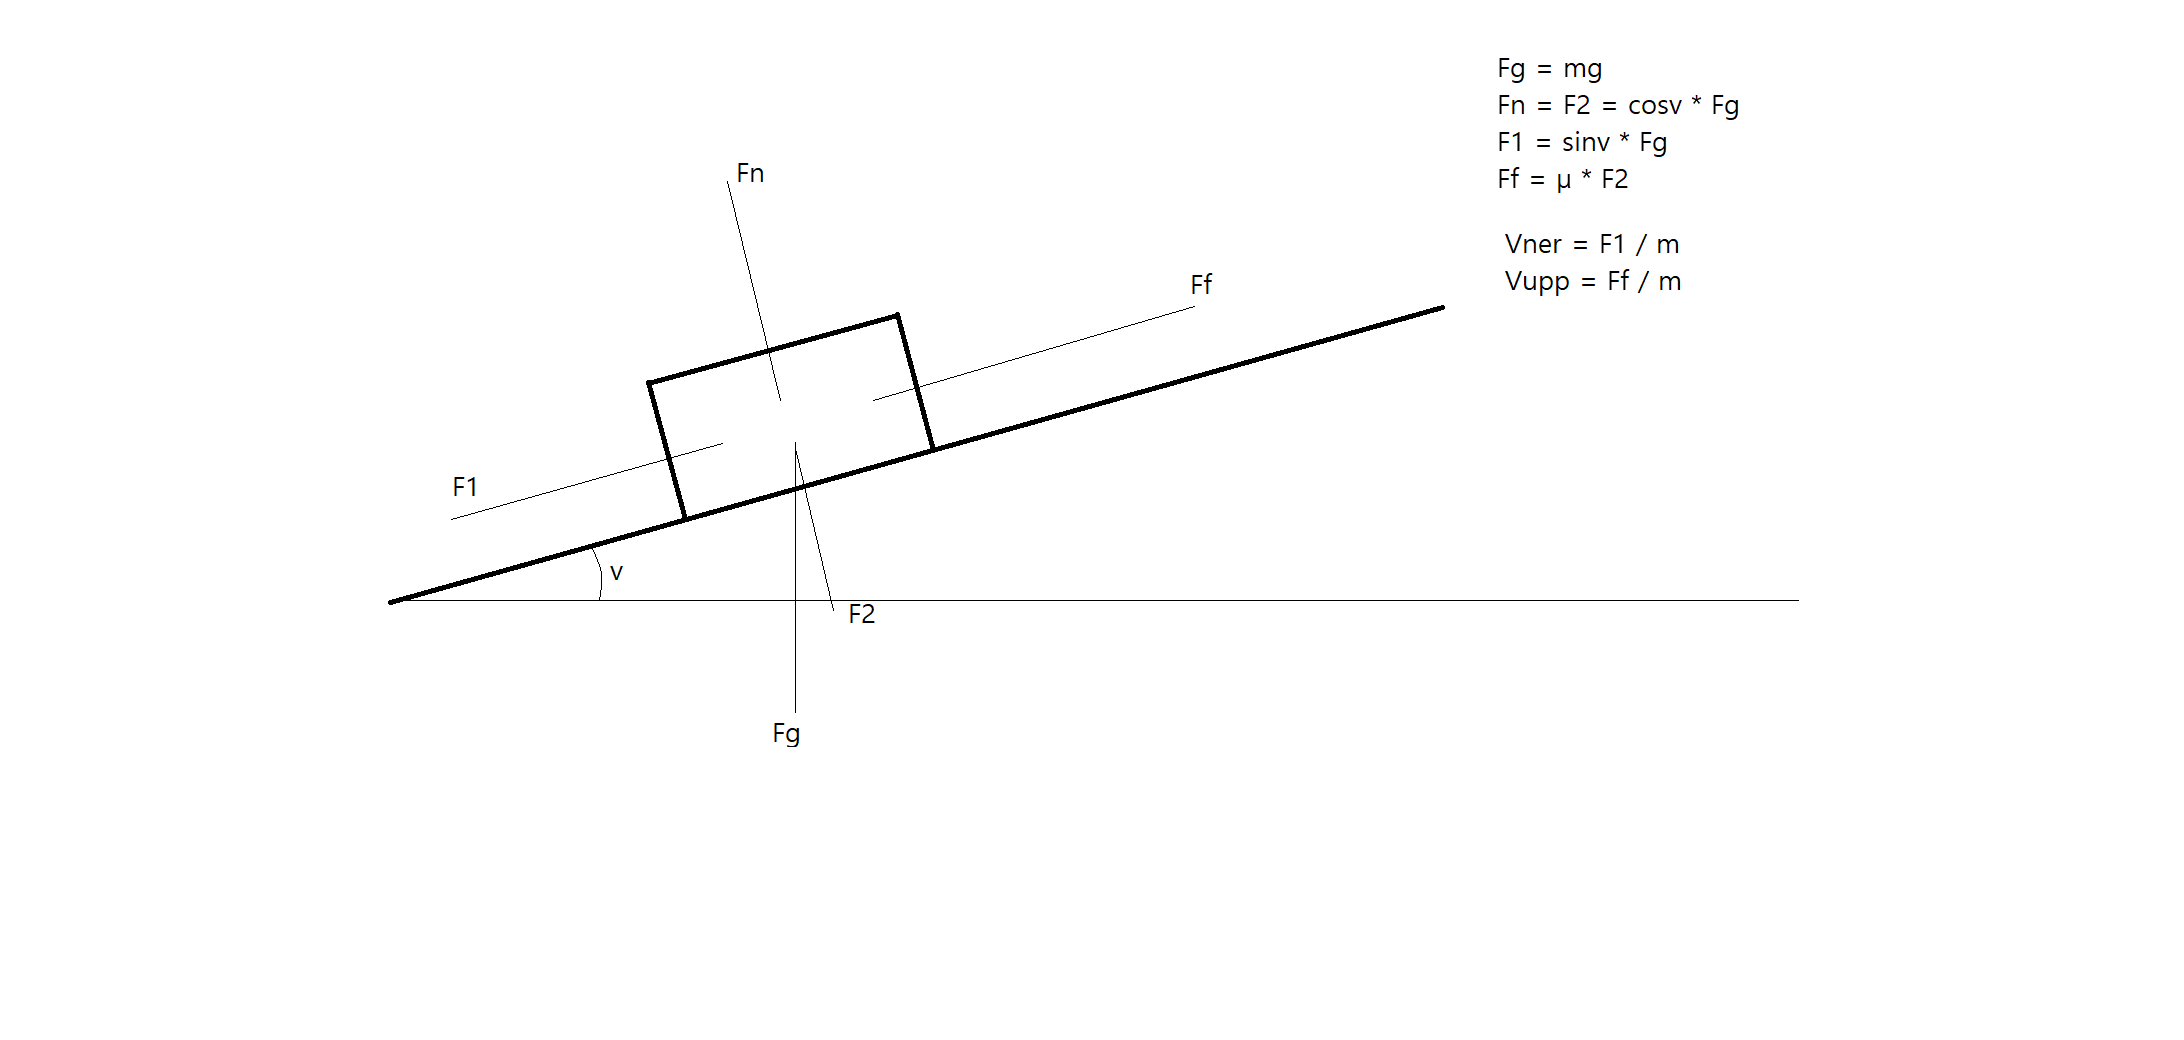 Fg = mg
Fn = F2 = cosv * Fg
F1 = sinv * Fg
Ff = µ * F2
Vner = F1 / m
Vupp = Ff / m
Fn
Ff
F1
v
F2
Fg